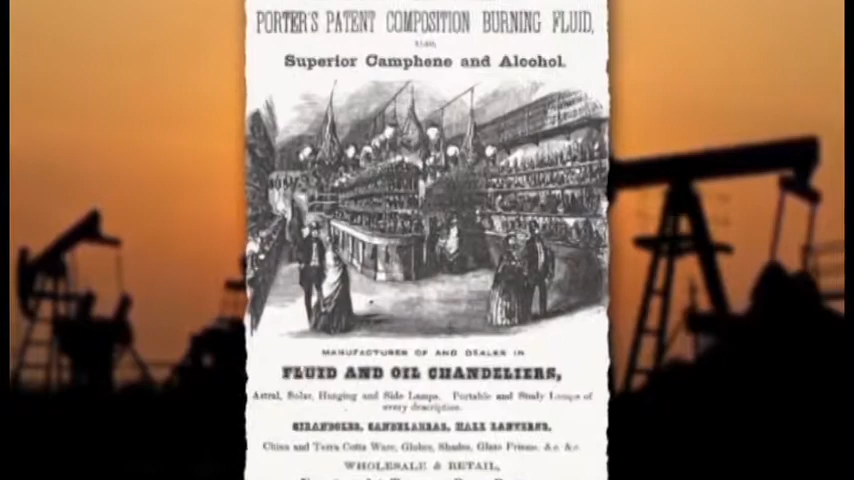 PORTER'S PATENT COMPOSITION BURNING FLUID,
ALSO,
Superior Camphene and Alcohol.
MANUFACTURER OF AND DEALER IN
FLUID AND OIL CHANDELIERS,
Astral, Solar, Hanging and Side Lamps. Portable and Study Lamps of
every description.
GIRANDOLES, CANDELABRAS, HALL LANTERNS,
China and Terra Cotta Ware, Globes, Shades, Glass Prisms, &c. &c.
WHOLESALE & RETAIL,